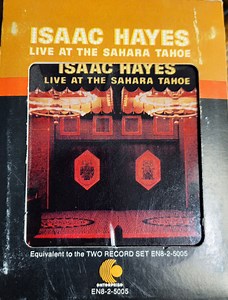 ISAAC HAYES
LIVE AT THE SAHARA TAHOE
ISAAC HAYES
LIVE AT THE SAHARA TAHOE
Equivalent to the TWO RECORD SET EN8-2-5005
ENTERPRISE
EN8-2-5005